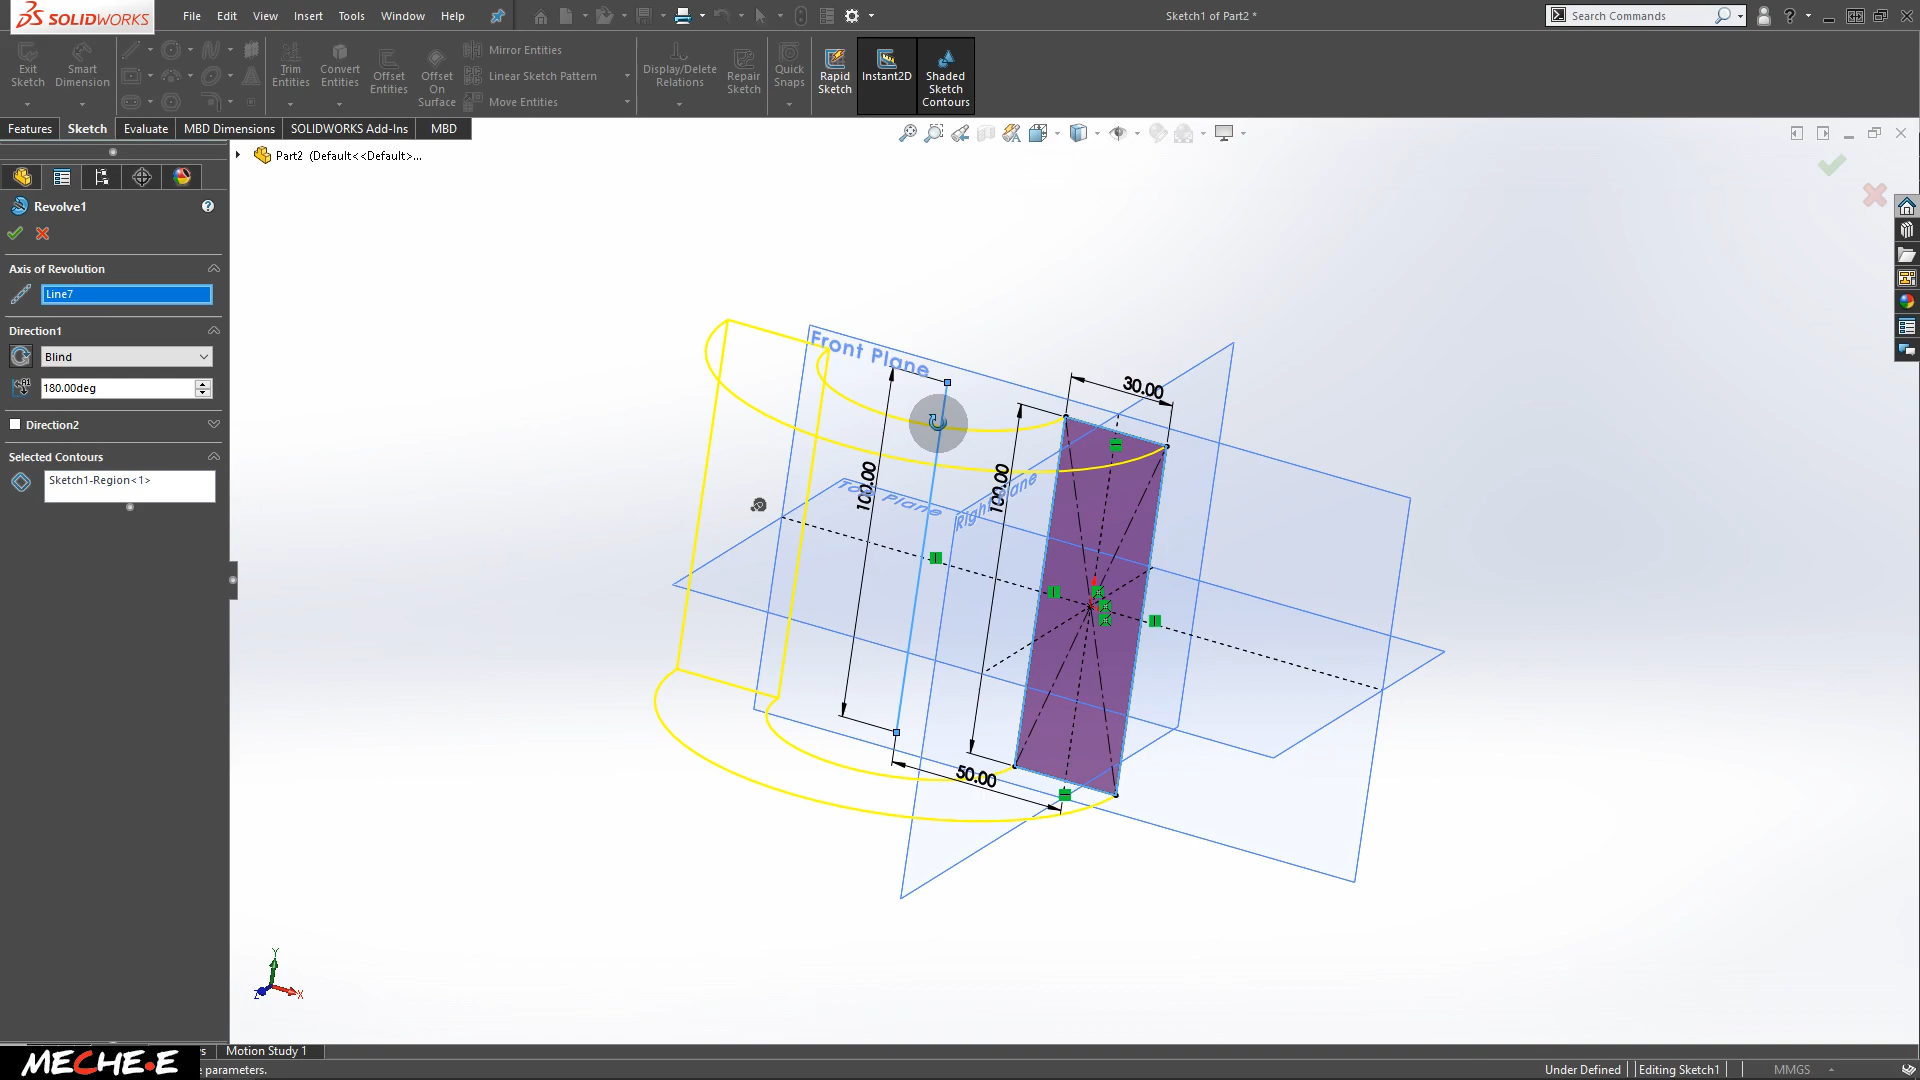 SOLIDWORKS
File Edit View Insert Tools Window Help
Sketch1 of Part2 *
Search Commands
Exit Sketch
Smart Dimension
Trim Entities
Convert Entities
Offset Entities
Offset On Surface
Mirror Entities
Linear Sketch Pattern
Move Entities
Display/Delete Relations
Repair Sketch
Quick Snaps
Rapid Sketch
Instant2D
Shaded Sketch Contours
Features Sketch Evaluate MBD Dimensions SOLIDWORKS Add-Ins MBD
Part2 (Default<<Default>...
Revolve1
Axis of Revolution
Line7
Direction1
Blind
180.00deg
Direction2
Selected Contours
Sketch1-Region<1>
Front Plane
30.00
100.00
100.00
Top Plane
Right Plane
50.00
Y
Z
X
Motion Study 1
MECHE·E
e parameters.
Under Defined
Editing Sketch1
MMGS